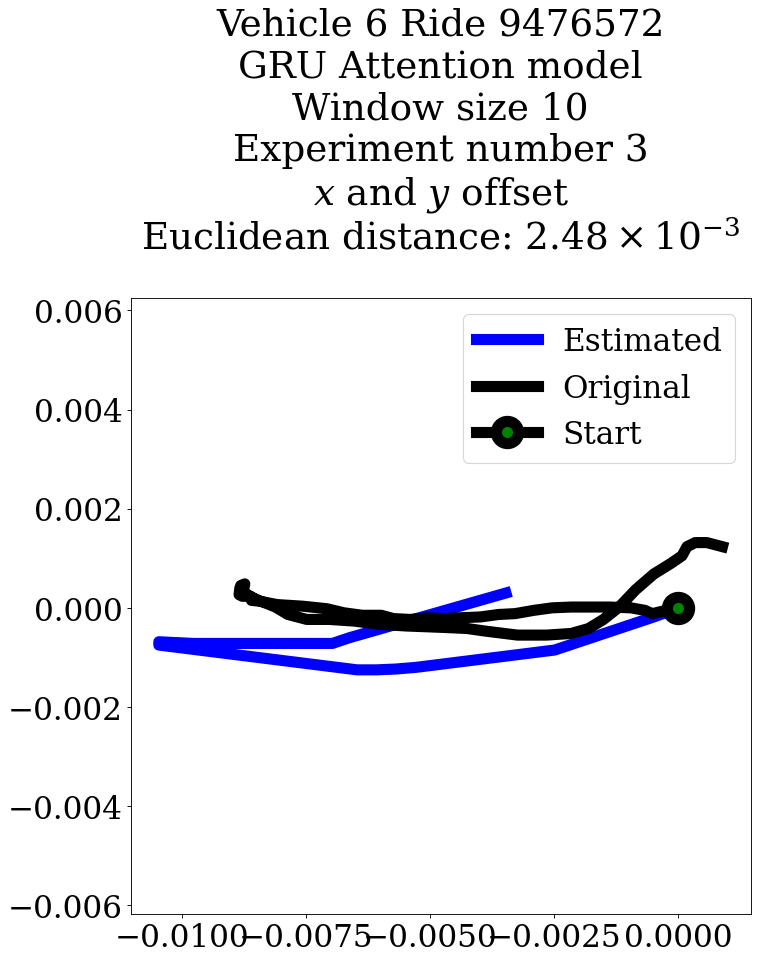 Vehicle 6 Ride 9476572
GRU Attention model
Window size 10
Experiment number 3
x and y offset
Euclidean distance: 2.48 × 10⁻³
Estimated
Original
Start
0.006
0.004
0.002
0.000
−0.002
−0.004
−0.006
−0.0100 −0.0075 −0.0050 −0.0025 0.0000